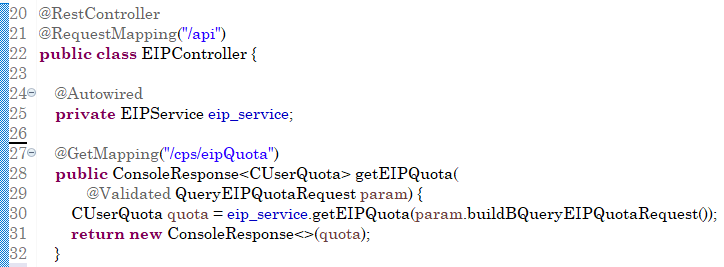 20 @RestController
21 @RequestMapping("/api")
22 public class EIPController {
23
24 @Autowired
25 private EIPService eip_service;
26
27 @GetMapping("/cps/eipQuota")
28 public ConsoleResponse<CUserQuota> getEIPQuota(
29 @Validated QueryEIPQuotaRequest param) {
30 CUserQuota quota = eip_service.getEIPQuota(param.buildBQueryEIPQuotaRequest());
31 return new ConsoleResponse<>(quota);
32 }